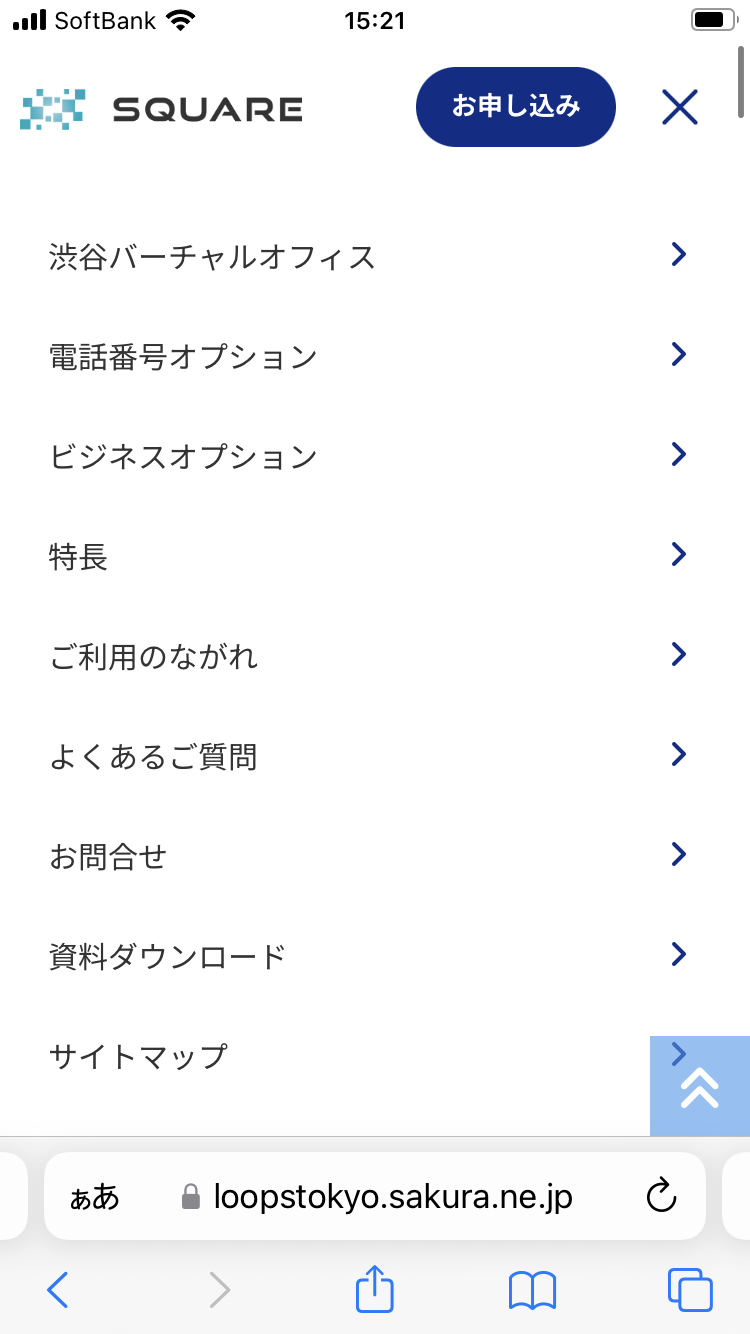 SoftBank 15:21
SQUARE お申し込み
渋谷バーチャルオフィス
電話番号オプション
ビジネスオプション
特長
ご利用のながれ
よくあるご質問
お問合せ
資料ダウンロード
サイトマップ
ぁあ loopstokyo.sakura.ne.jp